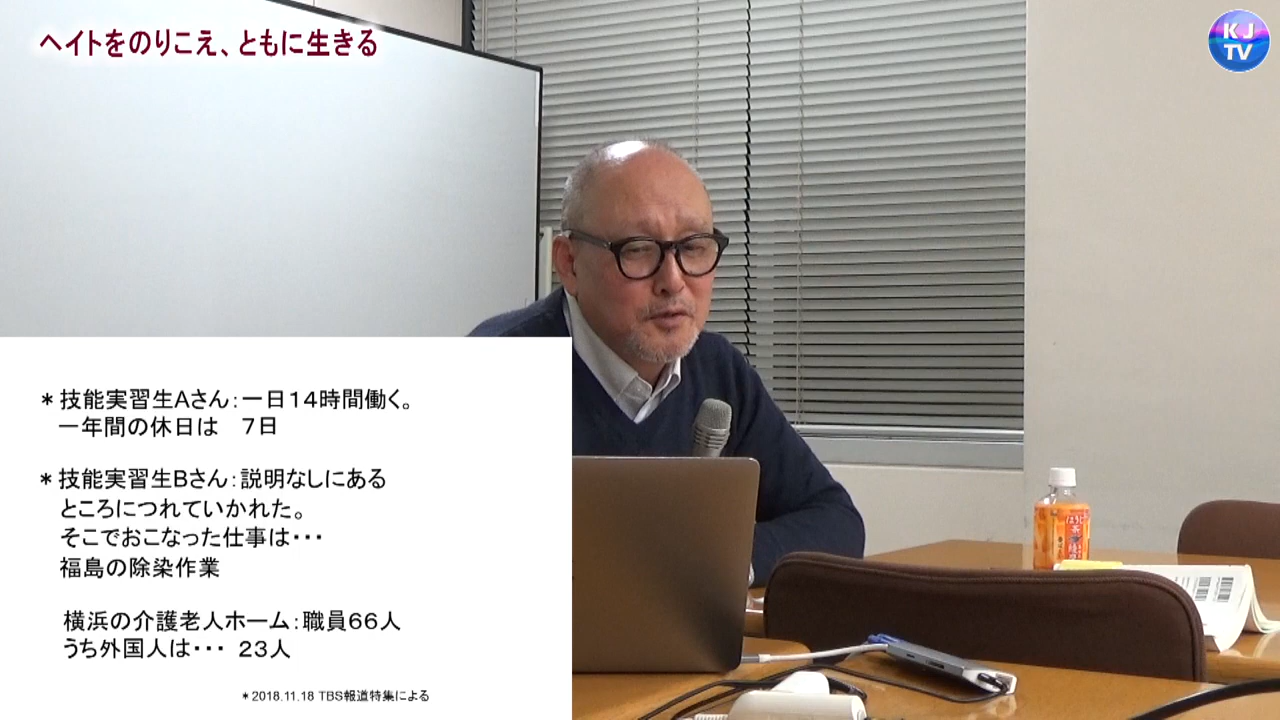 ヘイトをのりこえ、ともに生きる
KJ
TV
＊技能実習生Aさん：一日１４時間働く。
一年間の休日は　７日
＊技能実習生Bさん：説明なしにある
ところにつれていかれた。
そこでおこなった仕事は・・・
福島の除染作業
横浜の介護老人ホーム：職員６６人
うち外国人は・・・ ２３人
＊2018.11.18 TBS報道特集による
ほうじ
茶